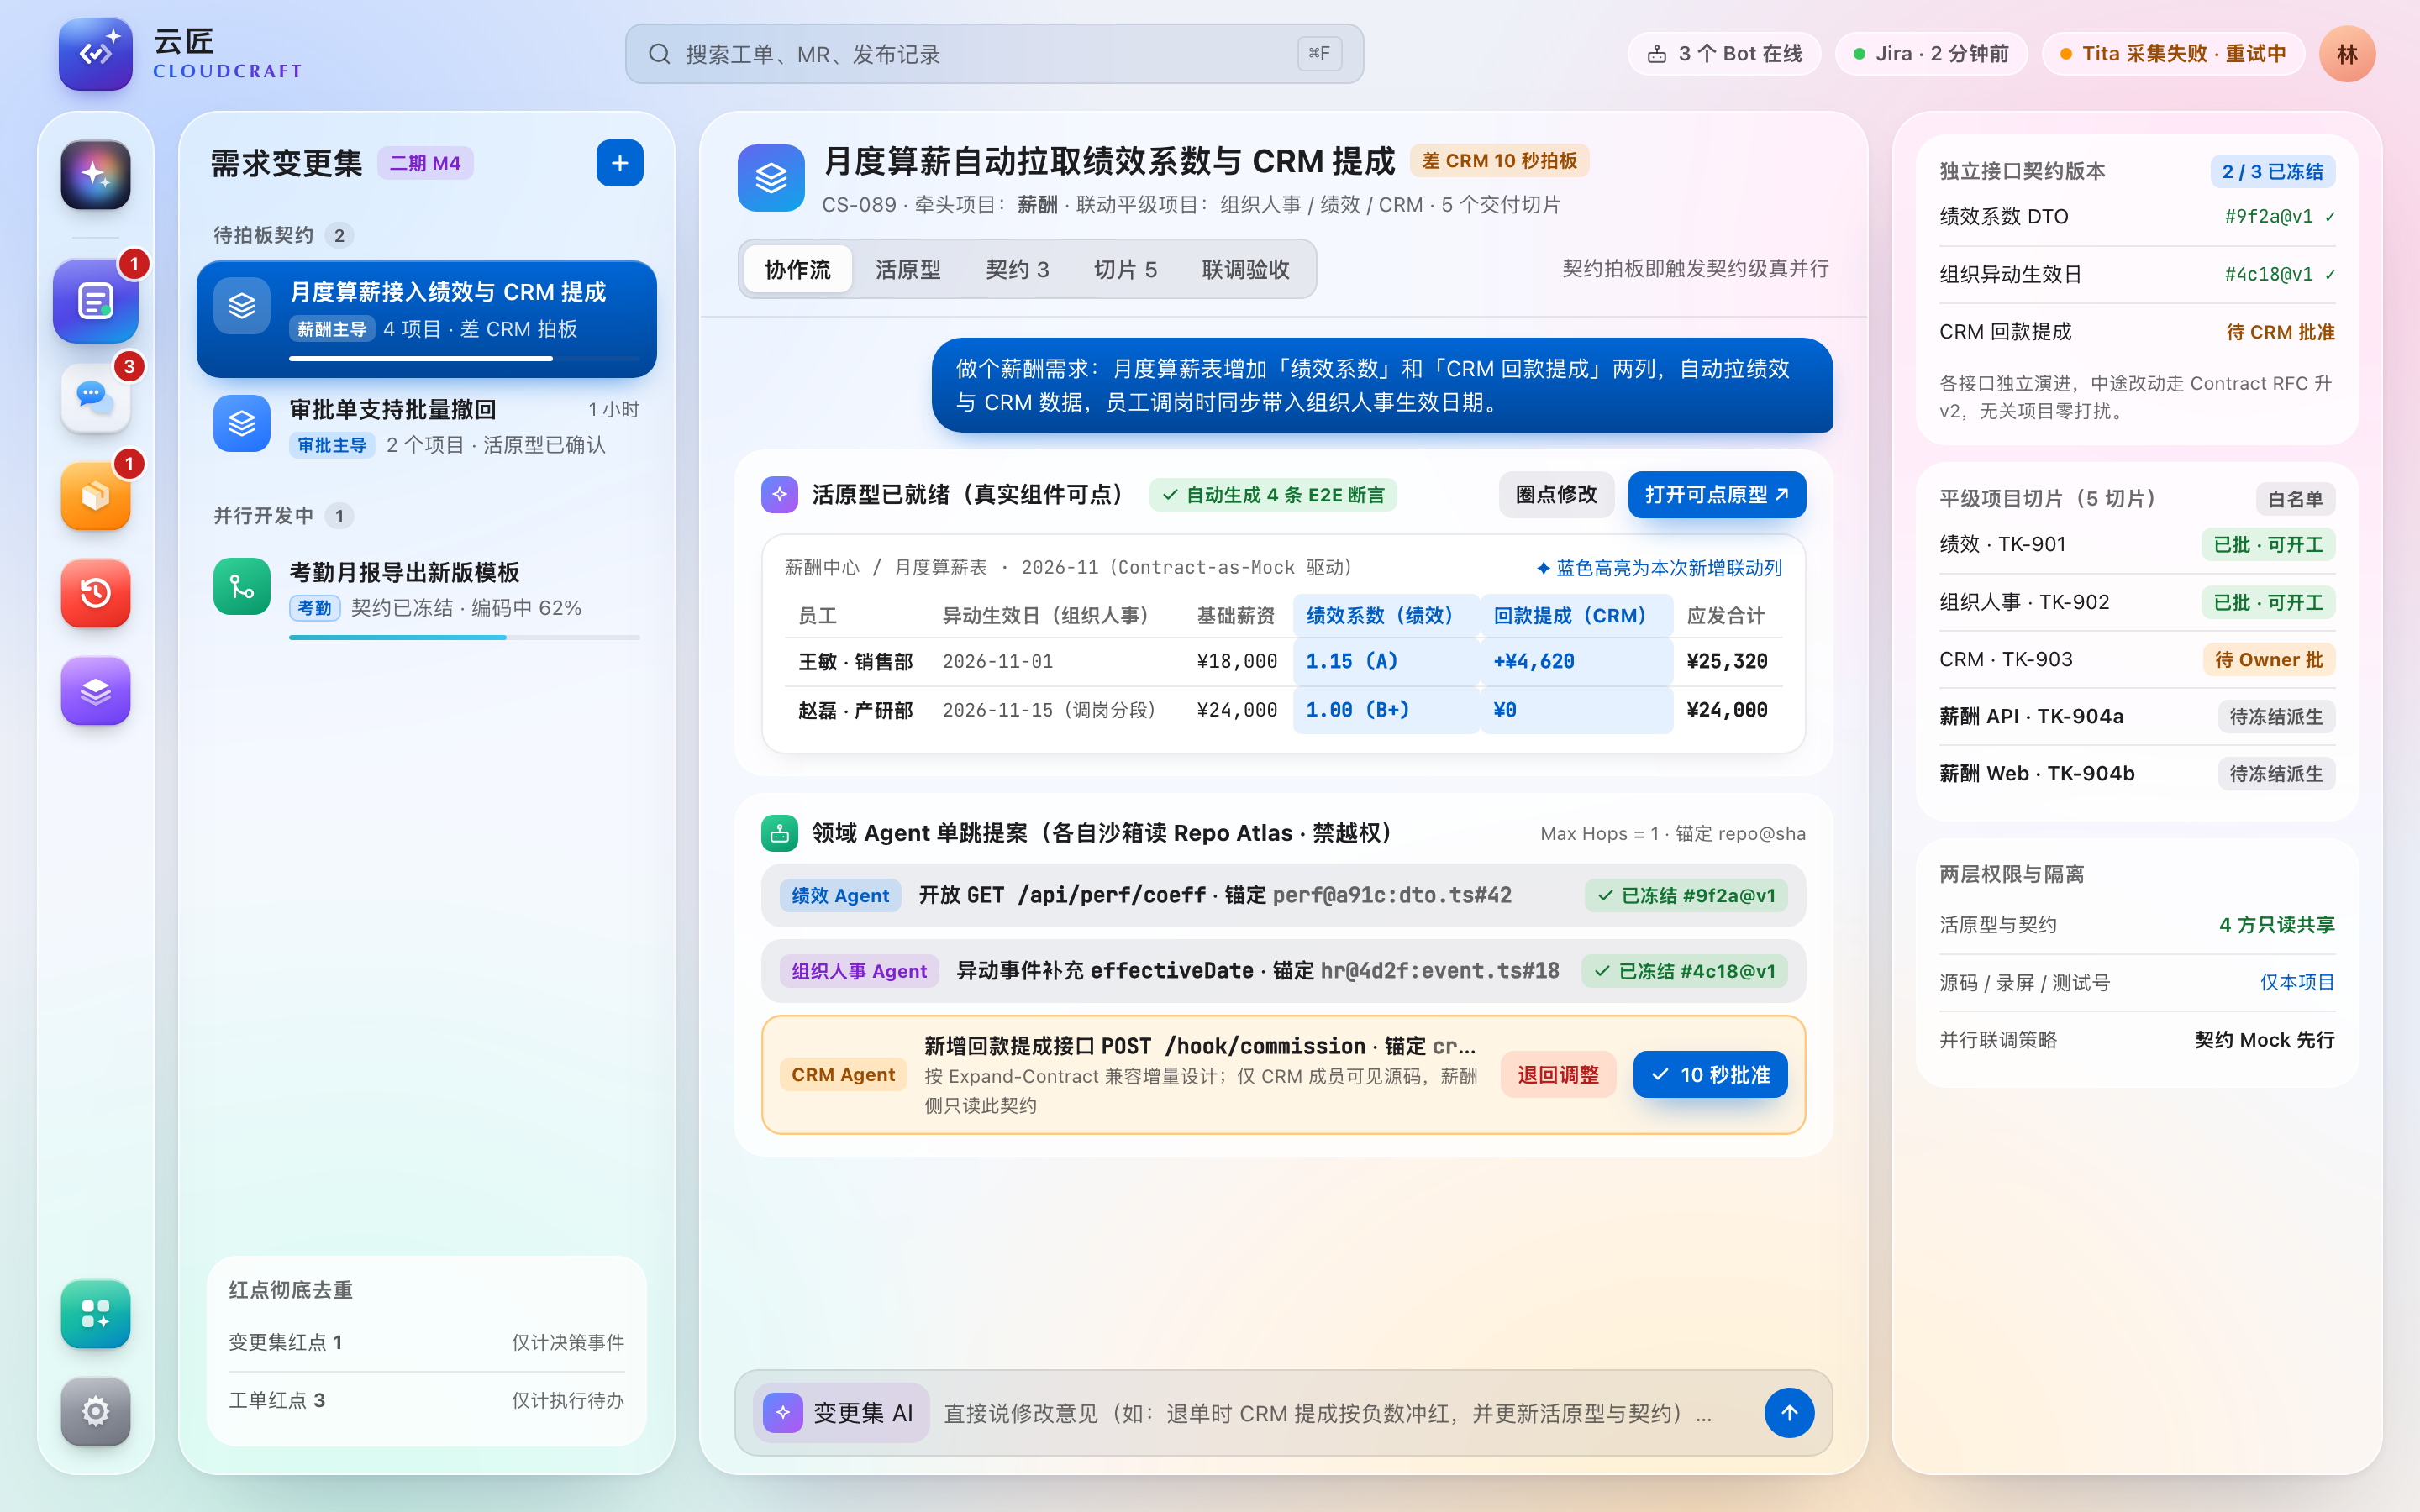 云匠
CLOUDCRAFT
搜索工单、MR、发布记录
⌘F
3 个 Bot 在线
Jira · 2 分钟前
Tita 采集失败 · 重试中
林
1
3
1
需求变更集
二期 M4
待拍板契约 2
月度算薪接入绩效与 CRM 提成
薪酬主导 4 项目 · 差 CRM 拍板
审批单支持批量撤回 1 小时
审批主导 2 个项目 · 活原型已确认
并行开发中 1
考勤月报导出新版模板
考勤 契约已冻结 · 编码中 62%
红点彻底去重
变更集红点 1 仅计决策事件
工单红点 3 仅计执行待办
月度算薪自动拉取绩效系数与 CRM 提成 差 CRM 10 秒拍板
CS-089 · 牵头项目：薪酬 · 联动平级项目：组织人事 / 绩效 / CRM · 5 个交付切片
协作流 活原型 契约 3 切片 5 联调验收
契约拍板即触发契约级真并行
做个薪酬需求：月度算薪表增加「绩效系数」和「CRM 回款提成」两列，自动拉绩效
与 CRM 数据，员工调岗时同步带入组织人事生效日期。
活原型已就绪（真实组件可点） ✓ 自动生成 4 条 E2E 断言 圈点修改 打开可点原型 ↗
薪酬中心 / 月度算薪表 · 2026-11 (Contract-as-Mock 驱动) ✦ 蓝色高亮为本次新增联动列
员工 异动生效日（组织人事） 基础薪资 绩效系数（绩效） 回款提成（CRM） 应发合计
王敏 · 销售部 2026-11-01 ¥18,000 1.15 (A) +¥4,620 ¥25,320
赵磊 · 产研部 2026-11-15 (调岗分段) ¥24,000 1.00 (B+) ¥0 ¥24,000
领域 Agent 单跳提案（各自沙箱读 Repo Atlas · 禁越权） Max Hops = 1 · 锚定 repo@sha
绩效 Agent 开放 GET /api/perf/coeff · 锚定 perf@a91c:dto.ts#42 ✓ 已冻结 #9f2a@v1
组织人事 Agent 异动事件补充 effectiveDate · 锚定 hr@4d2f:event.ts#18 ✓ 已冻结 #4c18@v1
CRM Agent 新增回款提成接口 POST /hook/commission · 锚定 cr...
按 Expand-Contract 兼容增量设计；仅 CRM 成员可见源码，薪酬
侧只读此契约
退回调整 ✓ 10 秒批准
变更集 AI 直接说修改意见（如：退单时 CRM 提成按负数冲红，并更新活原型与契约）...
独立接口契约版本 2 / 3 已冻结
绩效系数 DTO #9f2a@v1 ✓
组织异动生效日 #4c18@v1 ✓
CRM 回款提成 待 CRM 批准
各接口独立演进，中途改动走 Contract RFC 升
v2，无关项目零打扰。
平级项目切片（5 切片） 白名单
绩效 · TK-901 已批 · 可开工
组织人事 · TK-902 已批 · 可开工
CRM · TK-903 待 Owner 批
薪酬 API · TK-904a 待冻结派生
薪酬 Web · TK-904b 待冻结派生
两层权限与隔离
活原型与契约 4 方只读共享
源码 / 录屏 / 测试号 仅本项目
并行联调策略 契约 Mock 先行